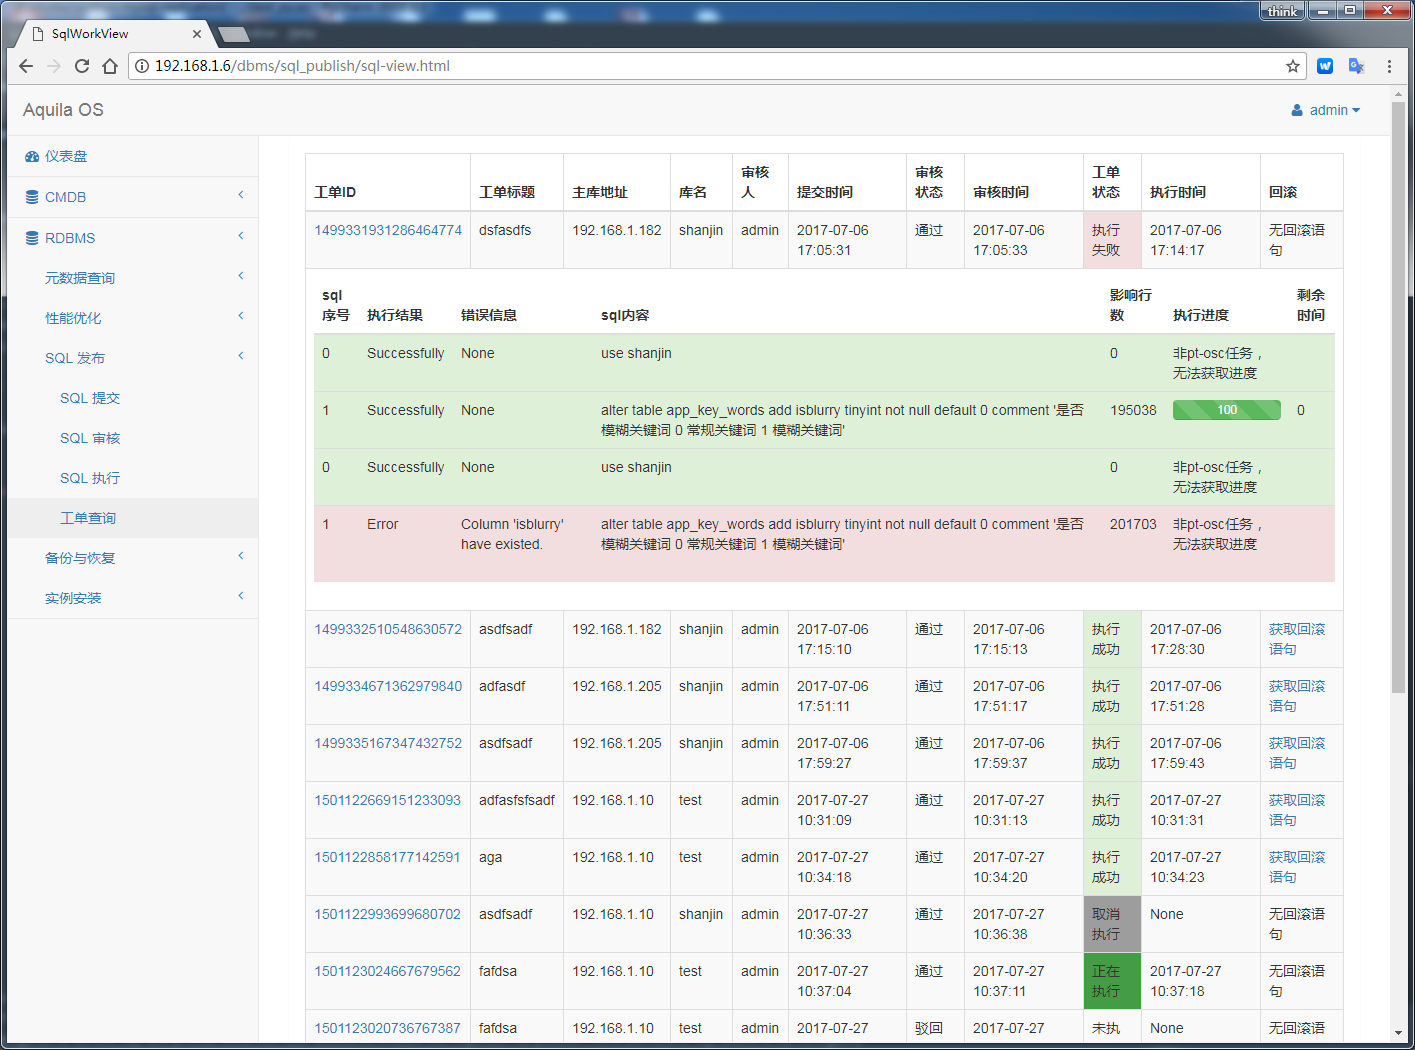 think
SqlWorkView
192.168.1.6/dbms/sql_publish/sql-view.html
Aquila OS
admin
仪表盘
CMDB
RDBMS
元数据查询
性能优化
SQL 发布
SQL 提交
SQL 审核
SQL 执行
工单查询
备份与恢复
实例安装
工单ID 工单标题 主库地址 库名 审核人 提交时间 审核状态 审核时间 工单状态 执行时间 回滚
1499331931286464774 dsfasdfs 192.168.1.182 shanjin admin 2017-07-06 17:05:31 通过 2017-07-06 17:05:33 执行失败 2017-07-06 17:14:17 无回滚语句
sql序号 执行结果 错误信息 sql内容 影响行数 执行进度 剩余时间
0 Successfully None use shanjin 0 非pt-osc任务，无法获取进度
1 Successfully None alter table app_key_words add isblurry tinyint not null default 0 comment '是否模糊关键词 0 常规关键词 1 模糊关键词' 195038 100 0
0 Successfully None use shanjin 0 非pt-osc任务，无法获取进度
1 Error Column 'isblurry' have existed. alter table app_key_words add isblurry tinyint not null default 0 comment '是否模糊关键词 0 常规关键词 1 模糊关键词' 201703 非pt-osc任务，无法获取进度
1499332510548630572 asdfsadf 192.168.1.182 shanjin admin 2017-07-06 17:15:10 通过 2017-07-06 17:15:13 执行成功 2017-07-06 17:28:30 获取回滚语句
1499334671362979840 adfasdf 192.168.1.205 shanjin admin 2017-07-06 17:51:11 通过 2017-07-06 17:51:17 执行成功 2017-07-06 17:51:28 获取回滚语句
1499335167347432752 asdfsadf 192.168.1.205 shanjin admin 2017-07-06 17:59:27 通过 2017-07-06 17:59:37 执行成功 2017-07-06 17:59:43 获取回滚语句
1501122669151233093 adfasfsfsadf 192.168.1.10 test admin 2017-07-27 10:31:09 通过 2017-07-27 10:31:13 执行成功 2017-07-27 10:31:31 获取回滚语句
1501122858177142591 aga 192.168.1.10 test admin 2017-07-27 10:34:18 通过 2017-07-27 10:34:20 执行成功 2017-07-27 10:34:23 获取回滚语句
1501122993699680702 asdfsadf 192.168.1.10 shanjin admin 2017-07-27 10:36:33 通过 2017-07-27 10:36:38 取消执行 None 无回滚语句
1501123024667679562 fafdsa 192.168.1.10 test admin 2017-07-27 10:37:04 通过 2017-07-27 10:37:11 正在执行 2017-07-27 10:37:18 无回滚语句
1501123020736767387 fafdsa 192.168.1.10 test admin 2017-07-27 驳回 2017-07-27 未执 None 无回滚语